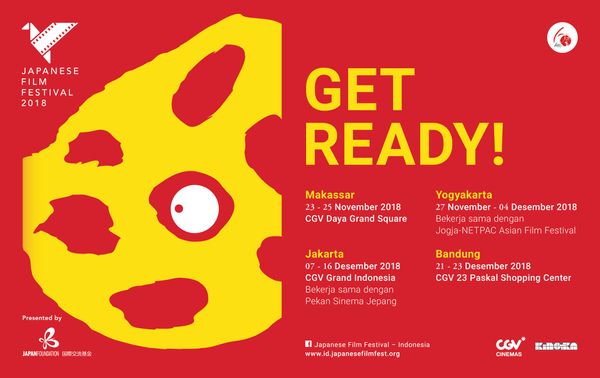 JAPANESE
FILM
FESTIVAL
2018
GET
READY!
Makassar
23 - 25 November 2018
CGV Daya Grand Square
Yogyakarta
27 November - 04 Desember 2018
Bekerja sama dengan
Jogja-NETPAC Asian Film Festival
Jakarta
07 - 16 Desember 2018
CGV Grand Indonesia
Bekerja sama dengan
Pekan Sinema Jepang
Bandung
21 - 23 Desember 2018
CGV 23 Paskal Shopping Center
Presented by
JAPANFOUNDATION 国際交流基金
Japanese Film Festival – Indonesia
www.id.japanesefilmfest.org
CGV
CINEMAS
KINOKA